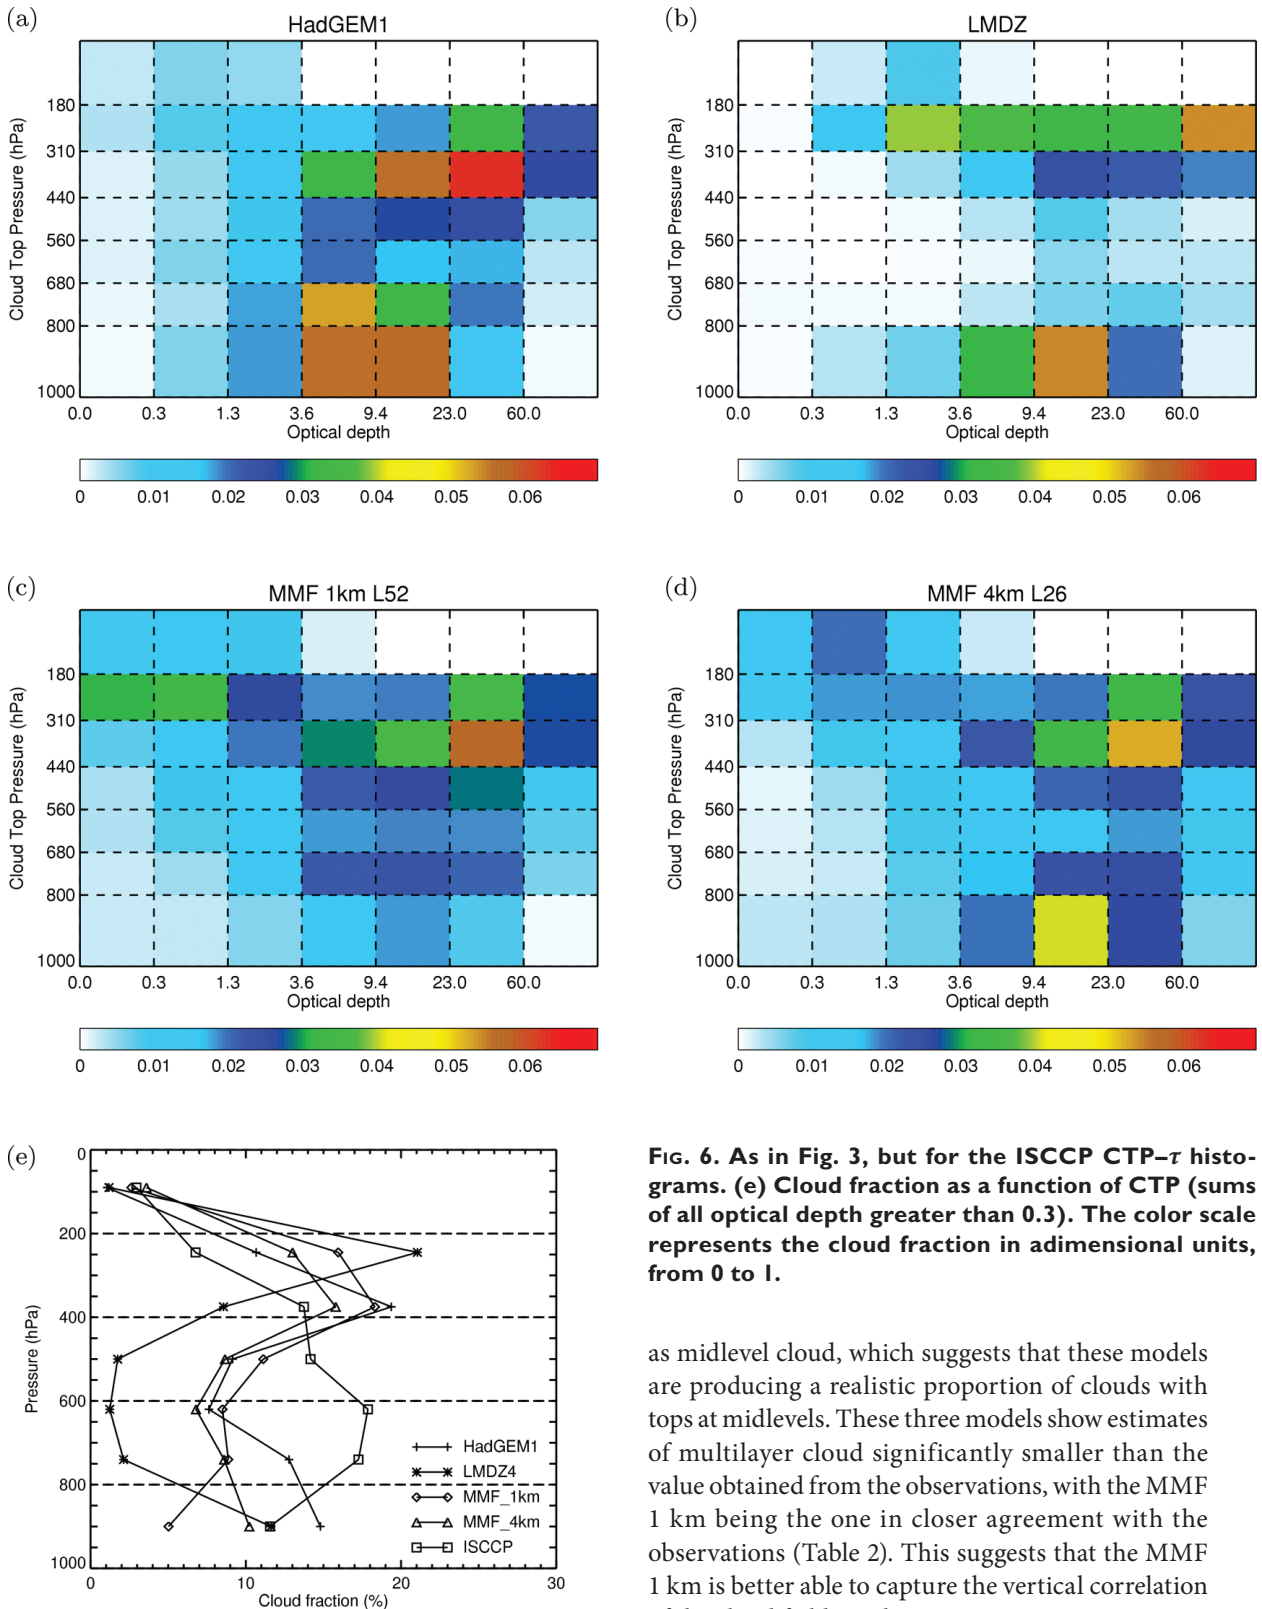 (a)
HadGEM1
Cloud Top Pressure (hPa)
180
310
440
560
680
800
1000
0.0 0.3 1.3 3.6 9.4 23.0 60.0
Optical depth
0 0.01 0.02 0.03 0.04 0.05 0.06
(b)
LMDZ
Cloud Top Pressure (hPa)
180
310
440
560
680
800
1000
0.0 0.3 1.3 3.6 9.4 23.0 60.0
Optical depth
0 0.01 0.02 0.03 0.04 0.05 0.06
(c)
MMF 1km L52
Cloud Top Pressure (hPa)
180
310
440
560
680
800
1000
0.0 0.3 1.3 3.6 9.4 23.0 60.0
Optical depth
0 0.01 0.02 0.03 0.04 0.05 0.06
(d)
MMF 4km L26
Cloud Top Pressure (hPa)
180
310
440
560
680
800
1000
0.0 0.3 1.3 3.6 9.4 23.0 60.0
Optical depth
0 0.01 0.02 0.03 0.04 0.05 0.06
(e)
Pressure (hPa)
0
200
400
600
800
1000
HadGEM1
LMDZ4
MMF_1km
MMF_4km
ISCCP
0 10 20 30
Cloud fraction (%)
FIG. 6. As in Fig. 3, but for the ISCCP CTP–τ histo-
grams. (e) Cloud fraction as a function of CTP (sums
of all optical depth greater than 0.3). The color scale
represents the cloud fraction in adimensional units,
from 0 to 1.
as midlevel cloud, which suggests that these models
are producing a realistic proportion of clouds with
tops at midlevels. These three models show estimates
of multilayer cloud significantly smaller than the
value obtained from the observations, with the MMF
1 km being the one in closer agreement with the
observations (Table 2). This suggests that the MMF
1 km is better able to capture the vertical correlation